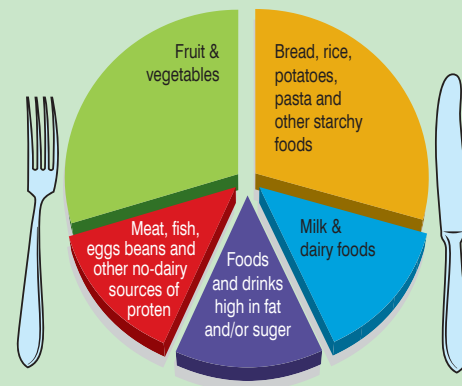 Fruit &
vegetables
Bread, rice,
potatoes,
pasta and
other starchy
foods
Meat, fish,
eggs beans and
other no-dairy
sources of
proten
Foods
and drinks
high in fat
and/or suger
Milk &
dairy foods